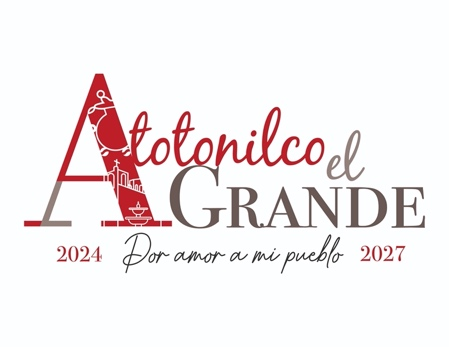 Atotonilco el
GRANDE
2024 Por amor a mi pueblo 2027